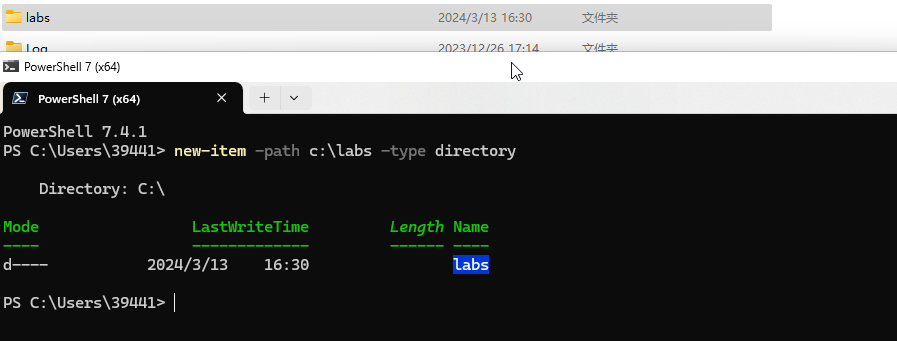 labs 2024/3/13 16:30 文件夹
Log 2023/12/26 17:14 文件夹
PowerShell 7 (x64)
PowerShell 7 (x64)
PowerShell 7.4.1
PS C:\Users\39441> new-item -path c:\labs -type directory
Directory: C:\
Mode LastWriteTime Length Name
---- ------------- ------ ----
d---- 2024/3/13 16:30 labs
PS C:\Users\39441>